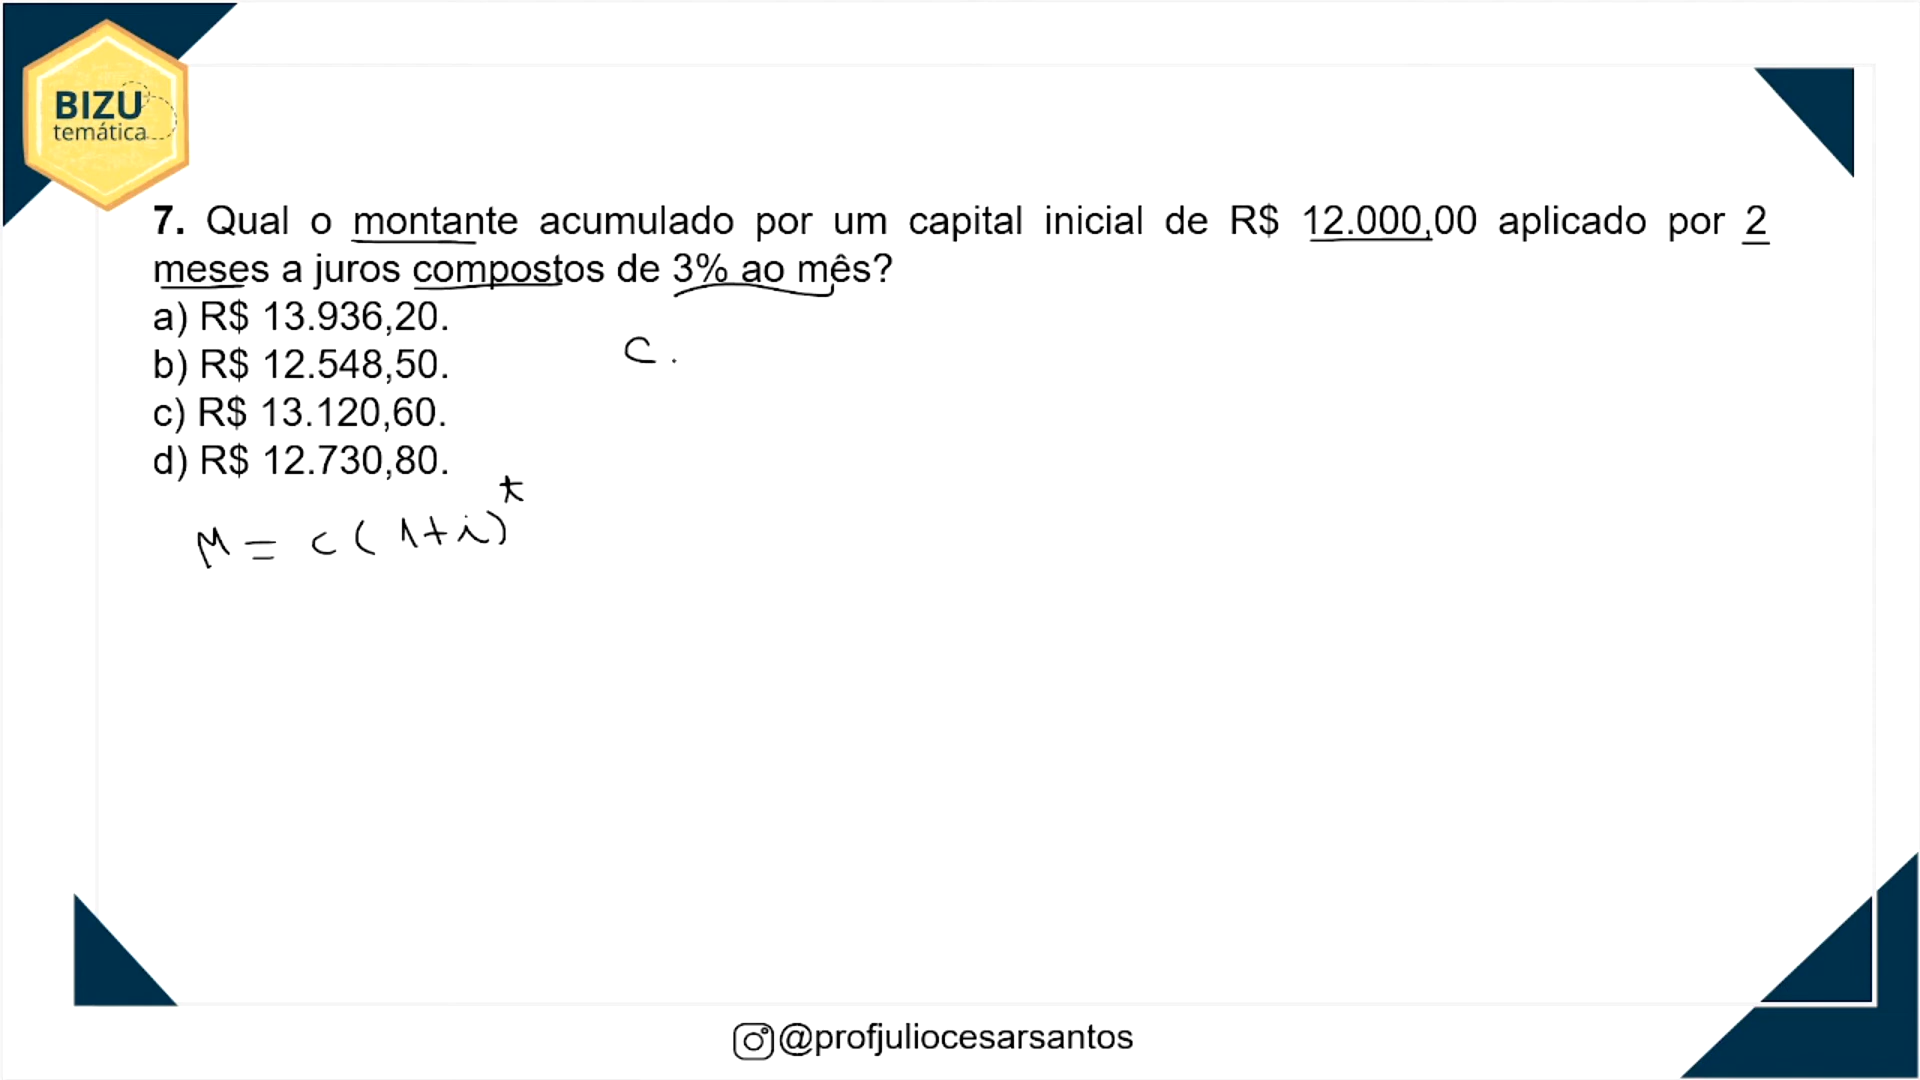 BIZU
temática
7. Qual o montante acumulado por um capital inicial de R$ 12.000,00 aplicado por 2
meses a juros compostos de 3% ao mês?
a) R$ 13.936,20.
b) R$ 12.548,50.
c) R$ 13.120,60.
d) R$ 12.730,80.
C.
M = c(1+i)^t
@profjuliocesarsantos